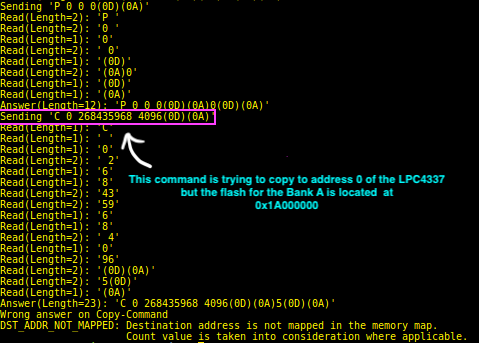 Sending 'P 0 0 0(0D)(0A)'
Read(Length=2): 'P '
Read(Length=2): '0 '
Read(Length=1): '0'
Read(Length=2): ' 0'
Read(Length=1): '(0D)'
Read(Length=2): '(0A)0'
Read(Length=1): '(0D)'
Read(Length=1): '(0A)'
Answer(Length=12): 'P 0 0 0(0D)(0A)0(0D)(0A)'
Sending 'C 0 268435968 4096(0D)(0A)'
Read(Length=1): 'C'
Read(Length=1): ' '
Read(Length=1): '0'
Read(Length=2): ' 2'
Read(Length=1): '6'
Read(Length=1): '8'
Read(Length=2): '43'
Read(Length=2): '59'
Read(Length=1): '6'
Read(Length=1): '8'
Read(Length=2): ' 4'
Read(Length=1): '0'
Read(Length=2): '96'
Read(Length=2): '(0D)(0A)'
Read(Length=2): '5(0D)'
Read(Length=1): '(0A)'
Answer(Length=23): 'C 0 268435968 4096(0D)(0A)5(0D)(0A)'
Wrong answer on Copy-Command
DST_ADDR_NOT_MAPPED: Destination address is not mapped in the memory map.
Count value is taken into consideration where applicable.
This command is trying to copy to address 0 of the LPC4337
but the flash for the Bank A is located at
0x1A000000